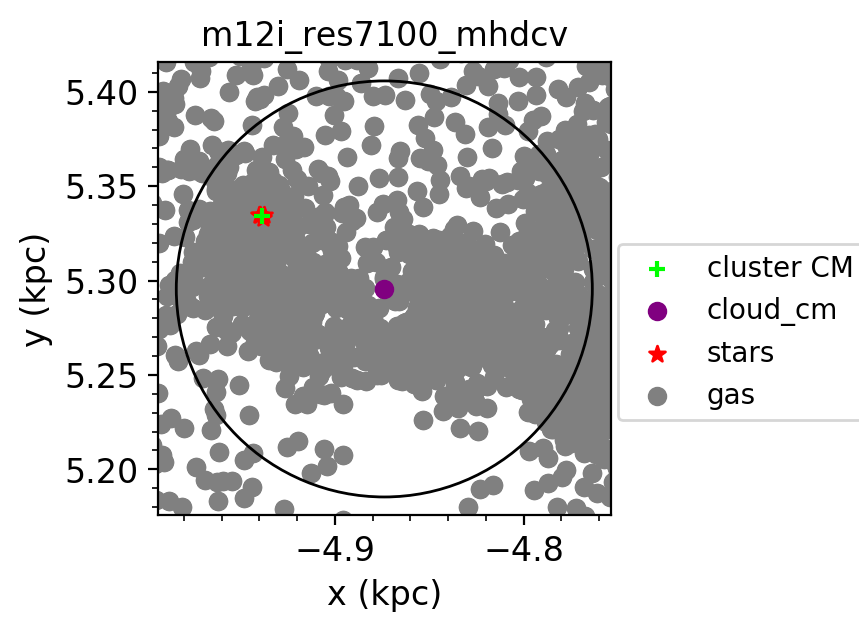 m12i_res7100_mhdcv
5.40
5.35
5.30
5.25
5.20
y (kpc)
−4.9
−4.8
x (kpc)
cluster CM
cloud_cm
stars
gas